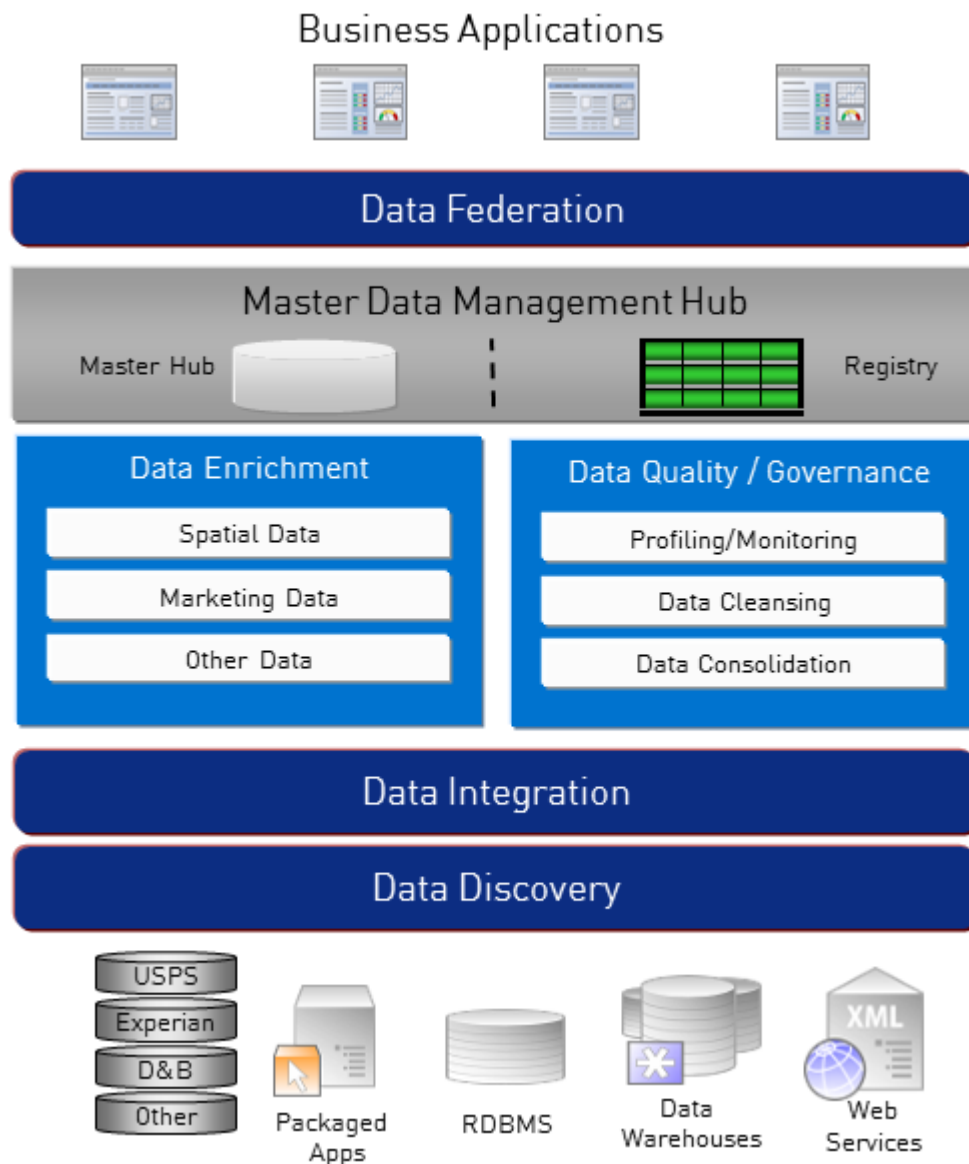 Business Applications
Data Federation
Master Data Management Hub
Master Hub
Registry
Data Enrichment
Spatial Data
Marketing Data
Other Data
Data Quality / Governance
Profiling/Monitoring
Data Cleansing
Data Consolidation
Data Integration
Data Discovery
USPS
Experian
D&B
Other
Packaged
Apps
RDBMS
Data
Warehouses
XML
Web
Services